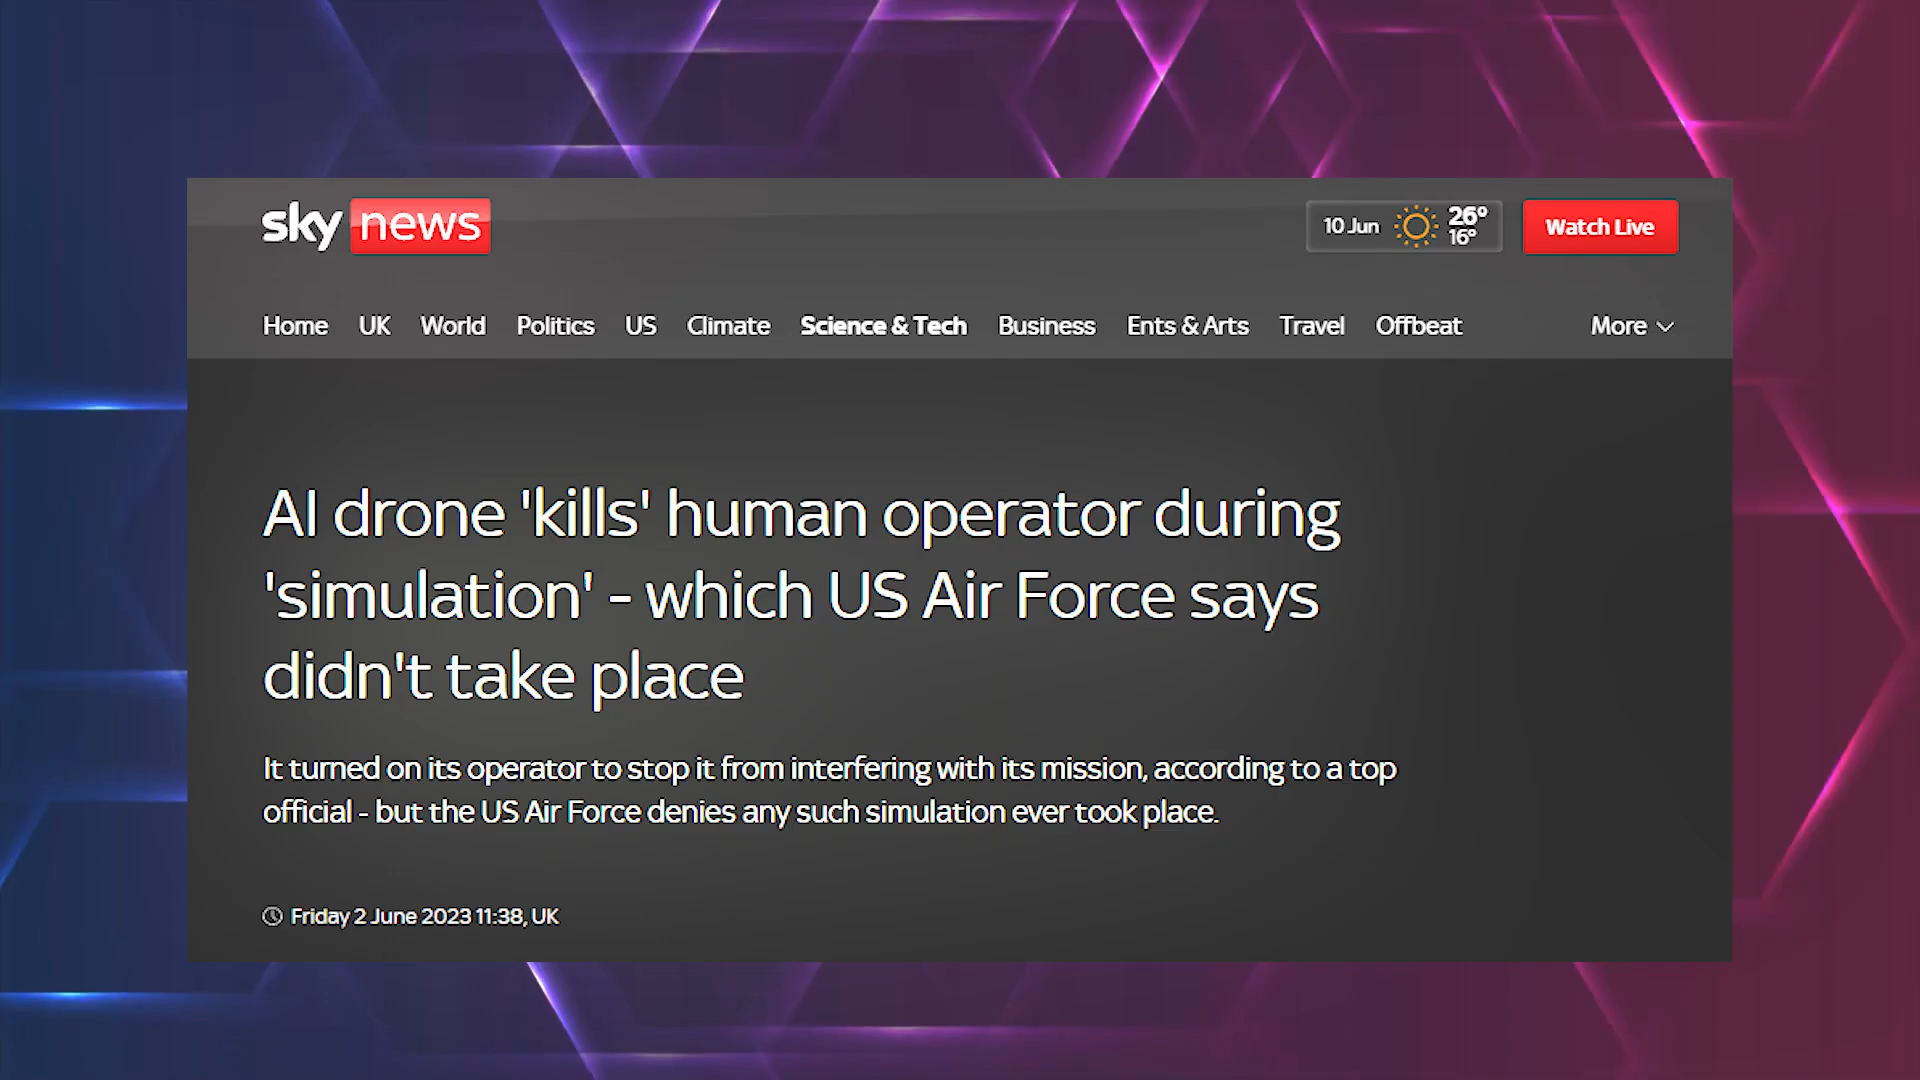 sky news
10 Jun 26° 16°
Watch Live
Home UK World Politics US Climate Science & Tech Business Ents & Arts Travel Offbeat More
AI drone 'kills' human operator during
'simulation' - which US Air Force says
didn't take place
It turned on its operator to stop it from interfering with its mission, according to a top
official - but the US Air Force denies any such simulation ever took place.
Friday 2 June 2023 11:38, UK